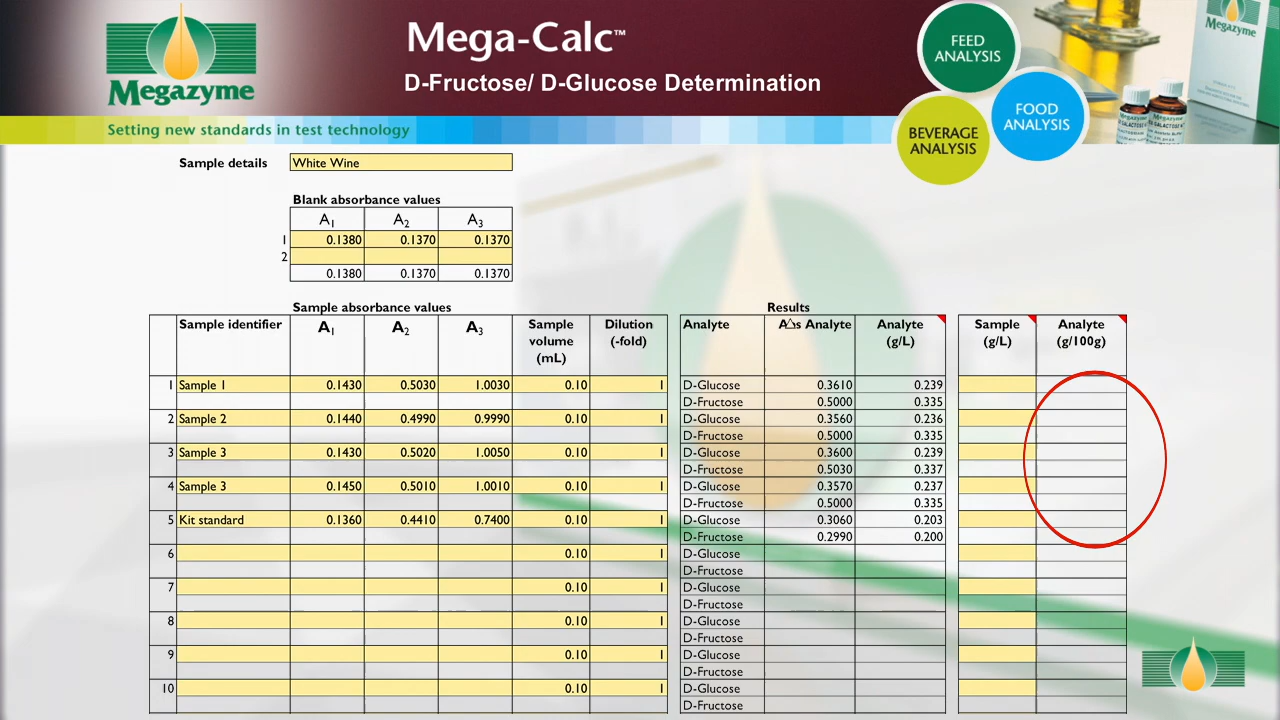 Mega-Calc™
D-Fructose/ D-Glucose Determination
Megazyme
Setting new standards in test technology
FEED
ANALYSIS
FOOD
ANALYSIS
BEVERAGE
ANALYSIS
Megazyme
Sample details White Wine
Blank absorbance values
A1 A2 A3
1 0.1380 0.1370 0.1370
2
0.1380 0.1370 0.1370
Sample absorbance values Results
Sample identifier A1 A2 A3 Sample volume (mL) Dilution (-fold) Analyte A△s Analyte Analyte (g/L) Sample (g/L) Analyte (g/100g)
1 Sample 1 0.1430 0.5030 1.0030 0.10 1 D-Glucose 0.3610 0.239
D-Fructose 0.5000 0.335
2 Sample 2 0.1440 0.4990 0.9990 0.10 1 D-Glucose 0.3560 0.236
D-Fructose 0.5000 0.335
3 Sample 3 0.1430 0.5020 1.0050 0.10 1 D-Glucose 0.3600 0.239
D-Fructose 0.5030 0.337
4 Sample 3 0.1450 0.5010 1.0010 0.10 1 D-Glucose 0.3570 0.237
D-Fructose 0.5000 0.335
5 Kit standard 0.1360 0.4410 0.7400 0.10 1 D-Glucose 0.3060 0.203
D-Fructose 0.2990 0.200
6 0.10 1 D-Glucose
D-Fructose
7 0.10 1 D-Glucose
D-Fructose
8 0.10 1 D-Glucose
D-Fructose
9 0.10 1 D-Glucose
D-Fructose
10 0.10 1 D-Glucose
D-Fructose